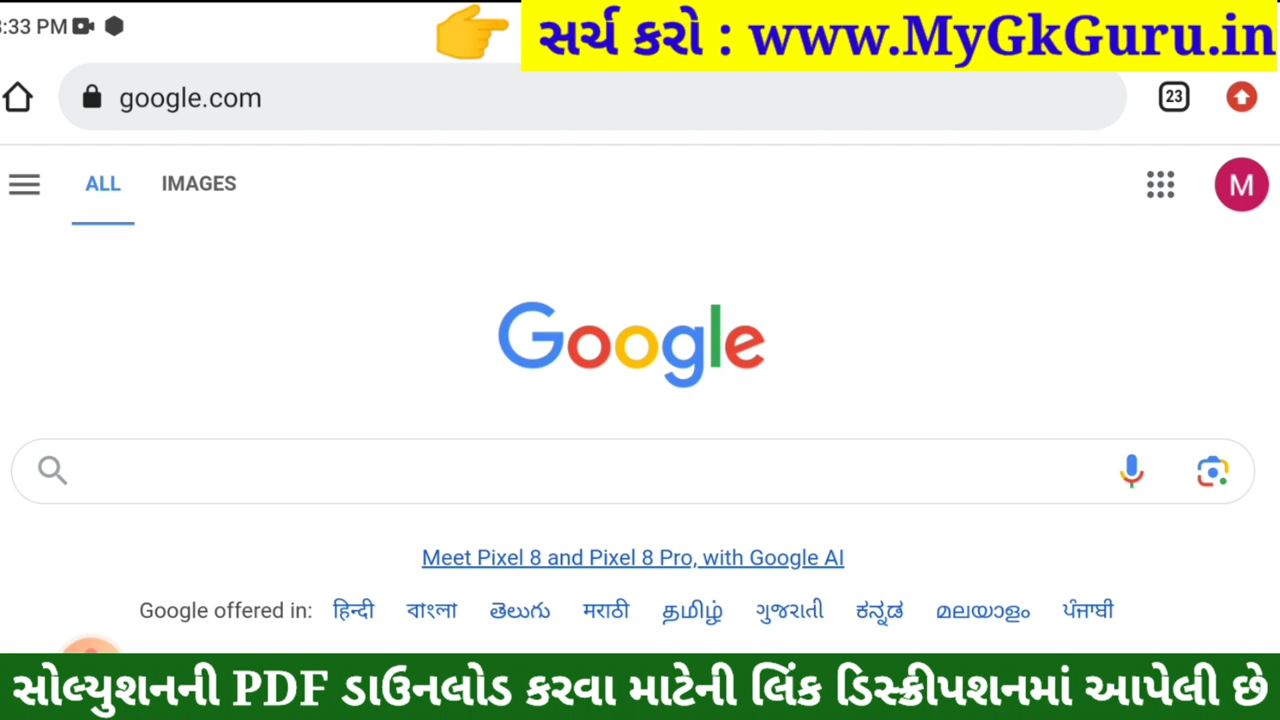 :33 PM
સર્ચ કરો : www.MyGkGuru.in
google.com
23
ALL IMAGES
M
Google
Meet Pixel 8 and Pixel 8 Pro, with Google AI
Google offered in: हिन्दी বাংলা తెలుగు मराठी தமிழ் ગુજરાતી ಕನ್ನಡ മലയാളം ਪੰਜਾਬੀ
સોલ્યુશનની PDF ડાઉનલોડ કરવા માટેની લિંક ડિસ્ક્રીપશનમાં આપેલી છે